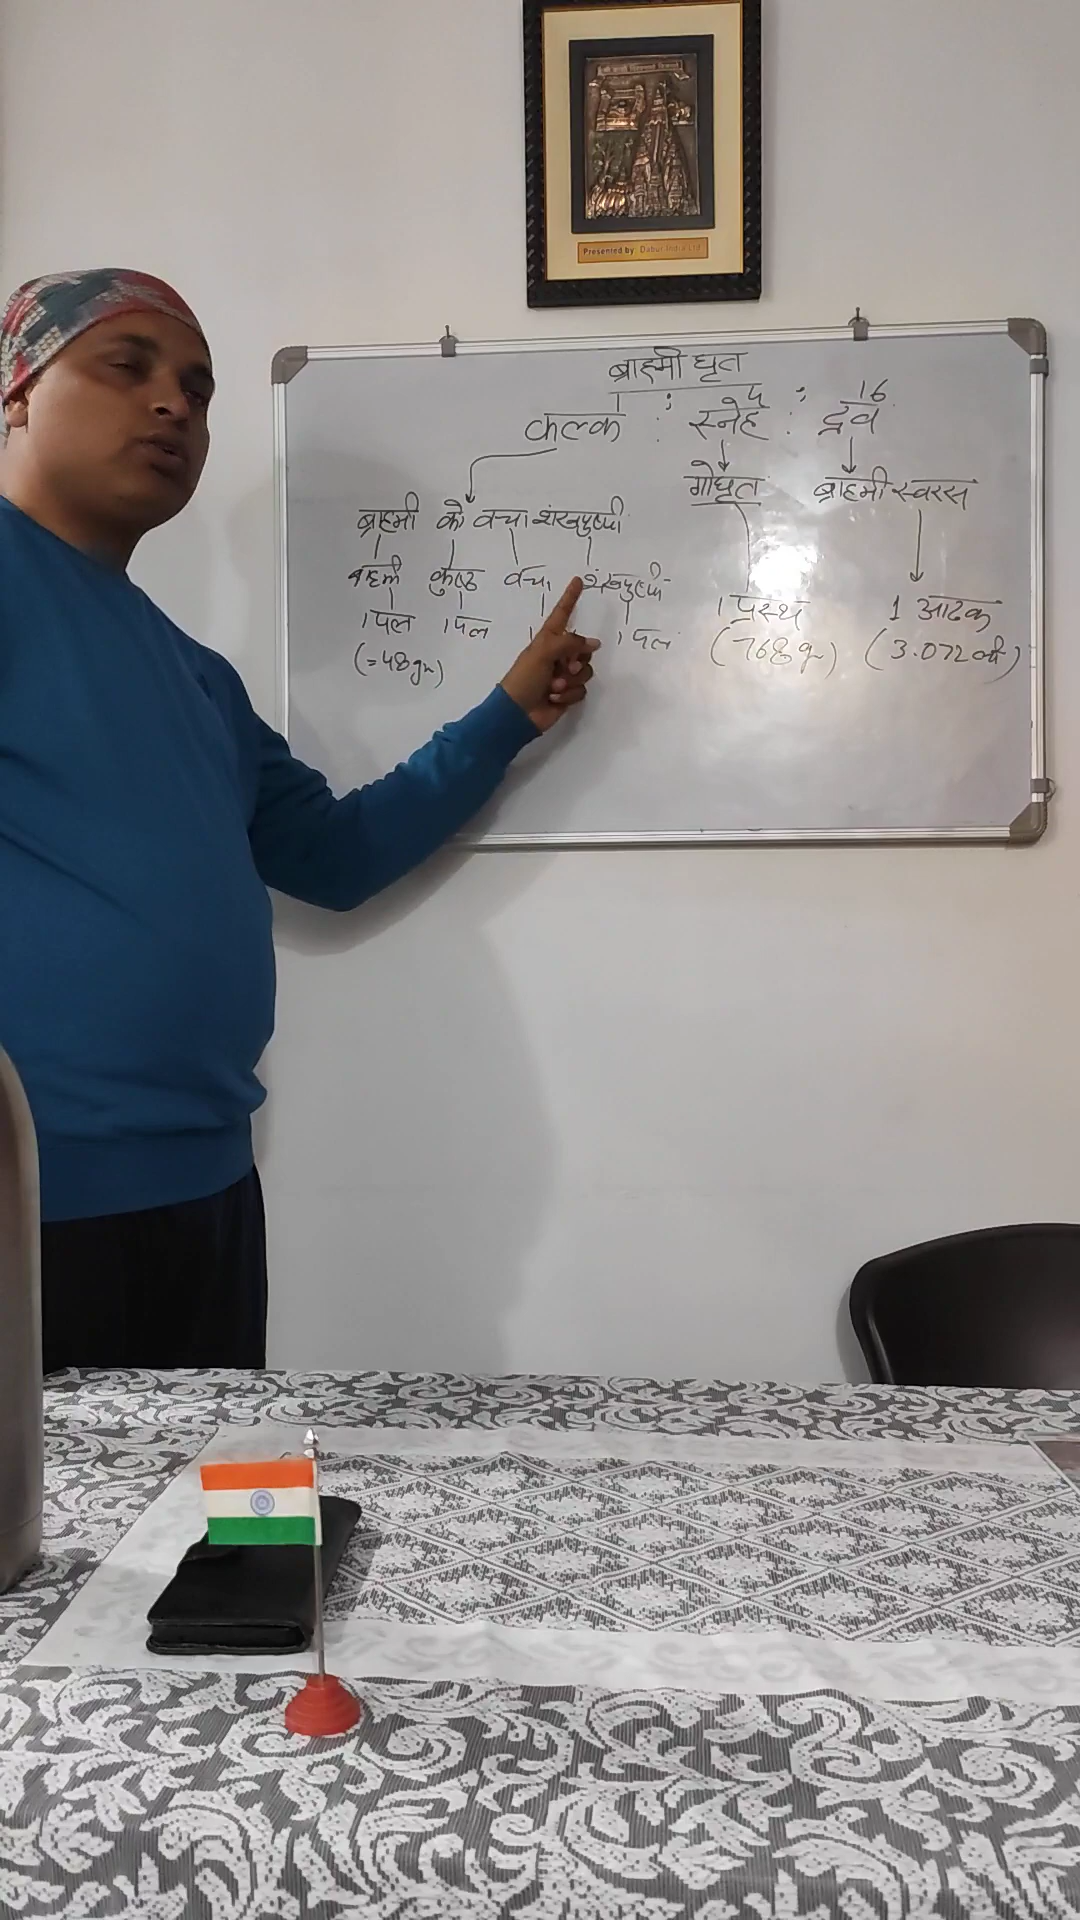 Presented by: Dabur India Ltd
ब्राह्मी घृत
1 : 4 : 16
कल्क : स्नेह : द्रव
गोघृत ब्राह्मी स्वरस
ब्राह्मी को वचा शंखपुष्पी
ब्राह्मी कुष्ठ वचा शंखपुष्पी
1 पल 1 पल 1 1 पल 1 प्रस्थ 1 आढक
(=48gm) (768 gm) (3.072 ली)